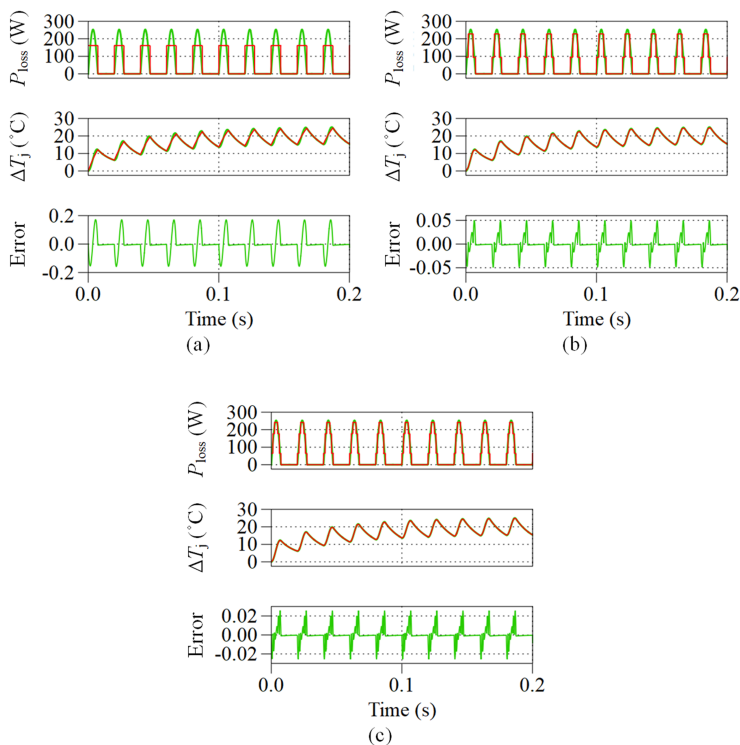 P_loss (W)
300
200
100
0
ΔT_j (˚C)
30
20
10
0
Error
0.2
0.0
-0.2
0.0 0.1 0.2
Time (s)
(a)
P_loss (W)
300
200
100
0
ΔT_j (˚C)
30
20
10
0
Error
0.05
0.00
-0.05
0.0 0.1 0.2
Time (s)
(b)
P_loss (W)
300
200
100
0
ΔT_j (˚C)
30
20
10
0
Error
0.02
0.00
-0.02
0.0 0.1 0.2
Time (s)
(c)